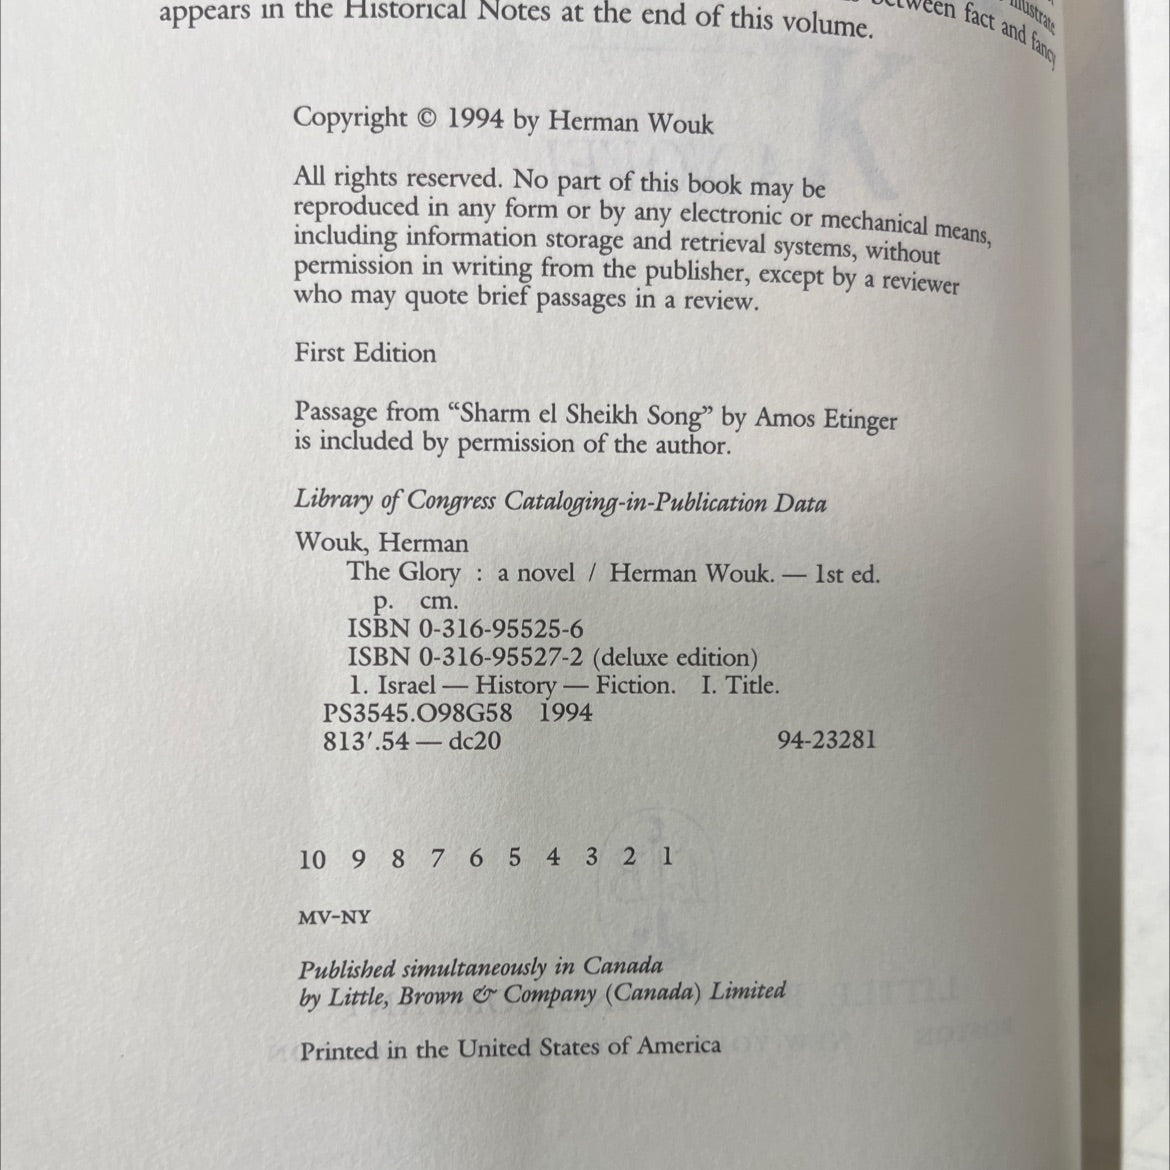 illustrate
between fact and fancy
appears in the Historical Notes at the end of this volume.
Copyright © 1994 by Herman Wouk
All rights reserved. No part of this book may be
reproduced in any form or by any electronic or mechanical means,
including information storage and retrieval systems, without
permission in writing from the publisher, except by a reviewer
who may quote brief passages in a review.
First Edition
Passage from “Sharm el Sheikh Song” by Amos Etinger
is included by permission of the author.
Library of Congress Cataloging-in-Publication Data
Wouk, Herman
The Glory : a novel / Herman Wouk. — 1st ed.
p. cm.
ISBN 0-316-95525-6
ISBN 0-316-95527-2 (deluxe edition)
1. Israel — History — Fiction. I. Title.
PS3545.O98G58 1994
813′.54 — dc20 94-23281
10 9 8 7 6 5 4 3 2 1
MV-NY
Published simultaneously in Canada
by Little, Brown & Company (Canada) Limited
Printed in the United States of America